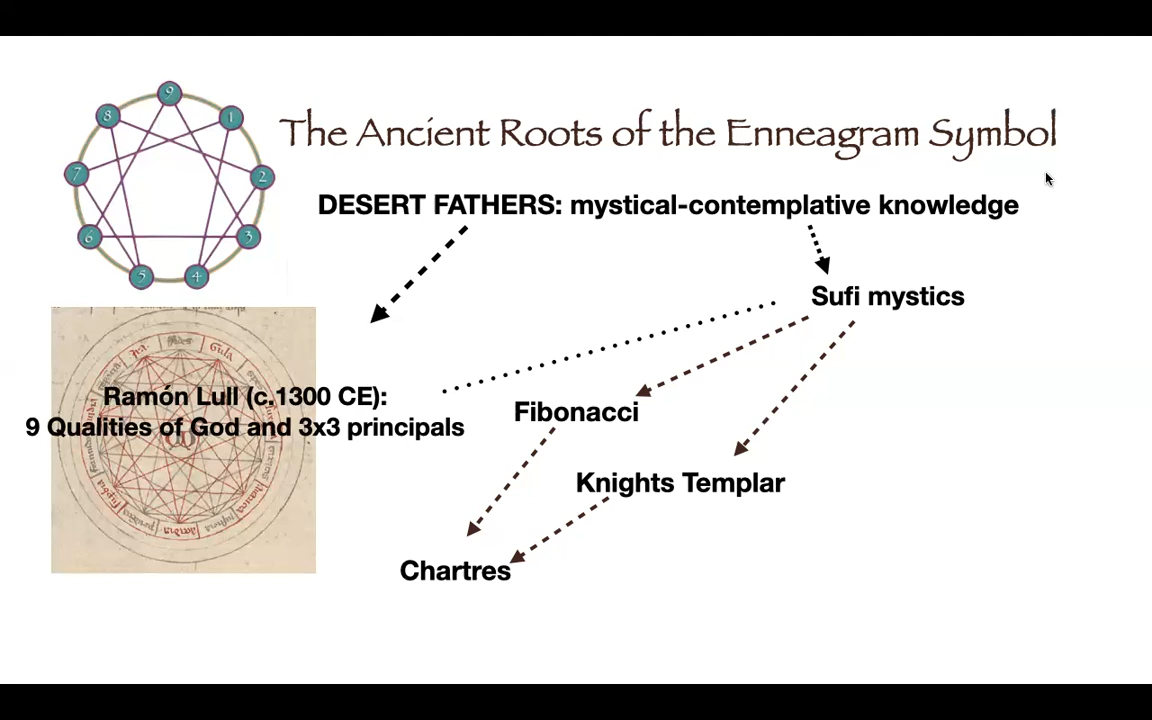 9
8
1
7
2
6
3
5
4
The Ancient Roots of the Enneagram Symbol
DESERT FATHERS: mystical-contemplative knowledge
Sufi mystics
Ramón Lull (c.1300 CE):
9 Qualities of God and 3x3 principals
Fibonacci
Knights Templar
Chartres
Gula